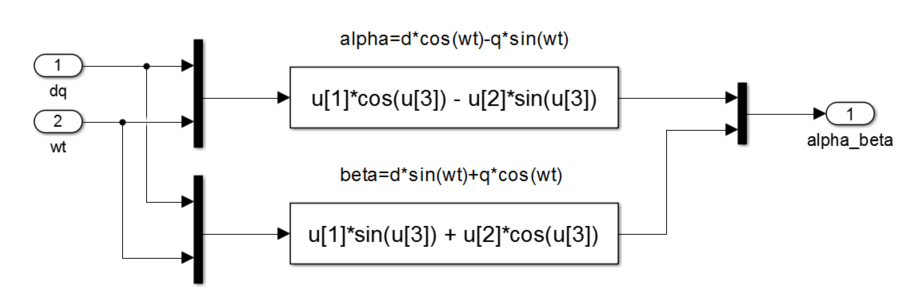 alpha=d*cos(wt)-q*sin(wt)
1
dq
u[1]*cos(u[3]) - u[2]*sin(u[3])
2
wt
1
alpha_beta
beta=d*sin(wt)+q*cos(wt)
u[1]*sin(u[3]) + u[2]*cos(u[3])